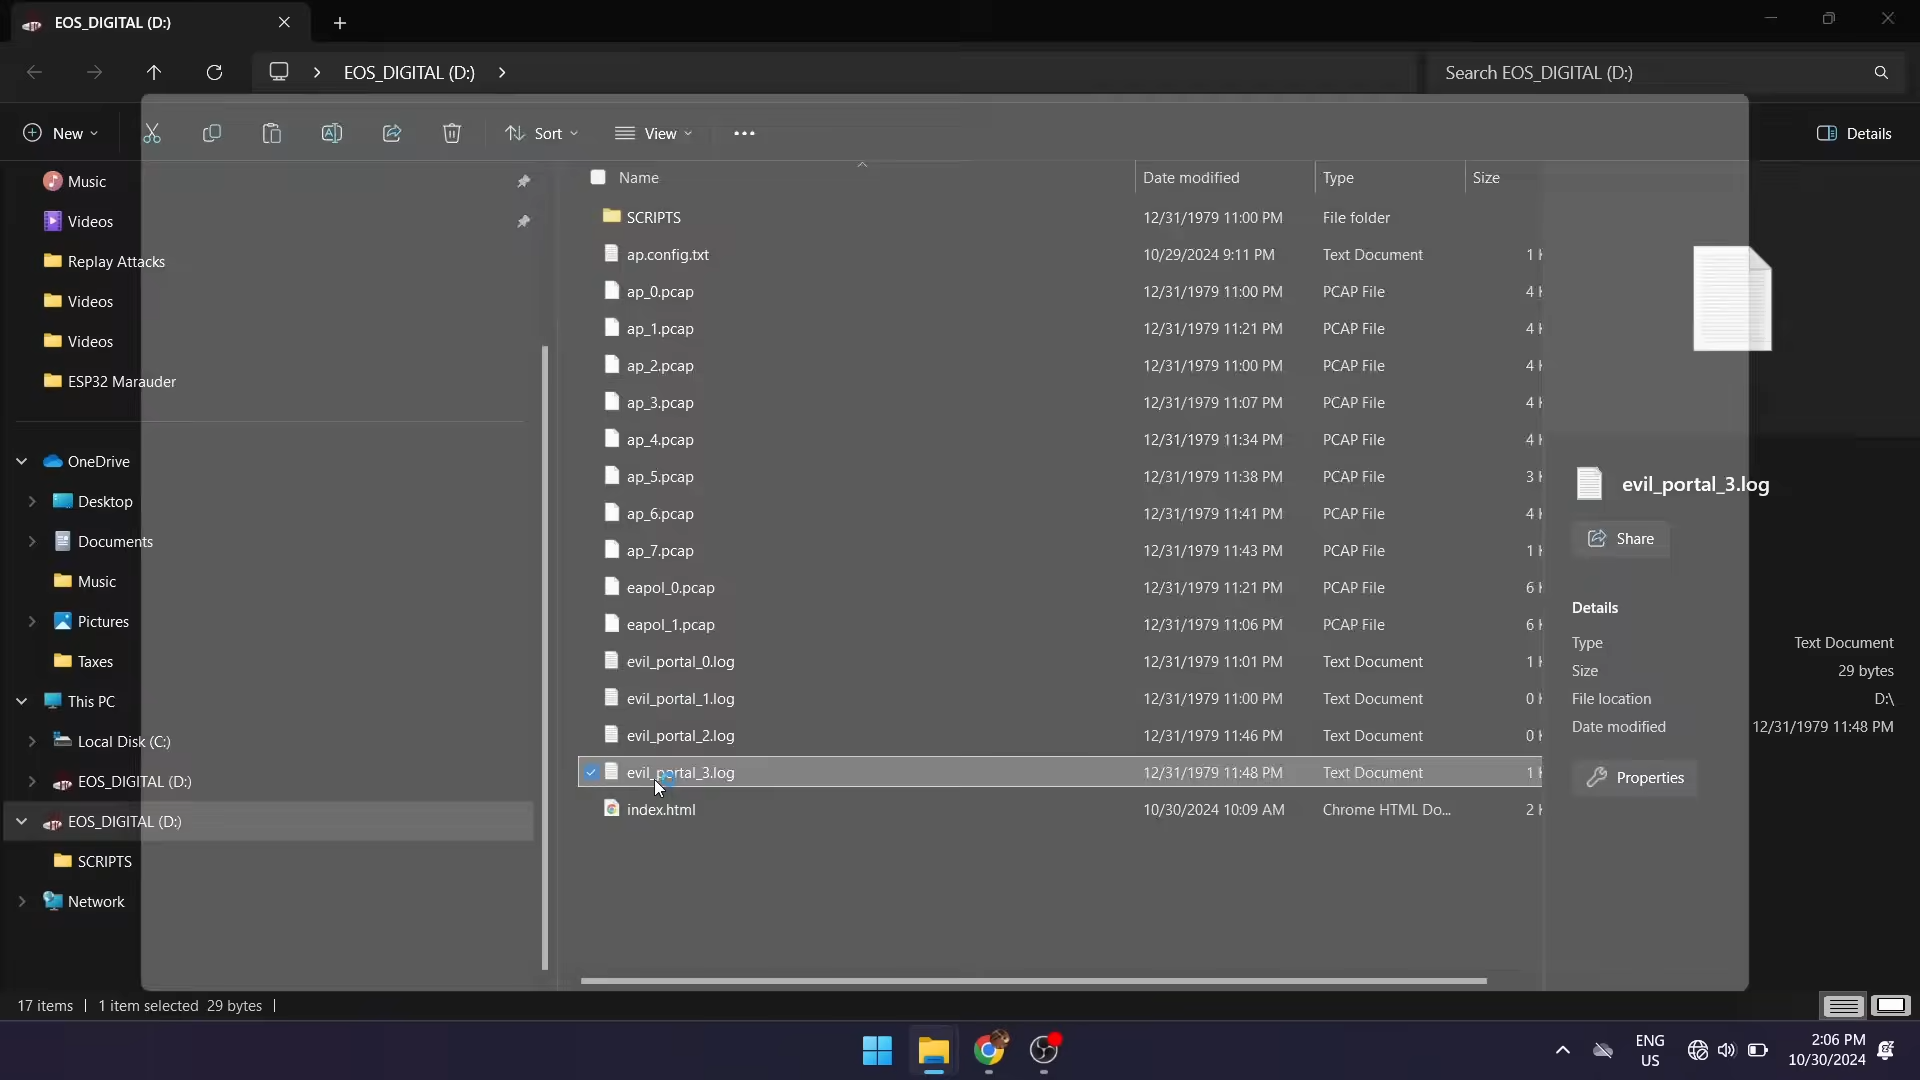 EOS_DIGITAL (D:)
EOS_DIGITAL (D:)
Search EOS_DIGITAL (D:)
New
Sort
View
Details
Music
Videos
Replay Attacks
Videos
Videos
ESP32 Marauder
OneDrive
Desktop
Documents
Music
Pictures
Taxes
This PC
Local Disk (C:)
EOS_DIGITAL (D:)
EOS_DIGITAL (D:)
SCRIPTS
Network
Name Date modified Type Size
SCRIPTS 12/31/1979 11:00 PM File folder
ap.config.txt 10/29/2024 9:11 PM Text Document 1
ap_0.pcap 12/31/1979 11:00 PM PCAP File 4
ap_1.pcap 12/31/1979 11:21 PM PCAP File 4
ap_2.pcap 12/31/1979 11:00 PM PCAP File 4
ap_3.pcap 12/31/1979 11:07 PM PCAP File 4
ap_4.pcap 12/31/1979 11:34 PM PCAP File 4
ap_5.pcap 12/31/1979 11:38 PM PCAP File 3
ap_6.pcap 12/31/1979 11:41 PM PCAP File 4
ap_7.pcap 12/31/1979 11:43 PM PCAP File 1
eapol_0.pcap 12/31/1979 11:21 PM PCAP File 6
eapol_1.pcap 12/31/1979 11:06 PM PCAP File 6
evil_portal_0.log 12/31/1979 11:01 PM Text Document 1
evil_portal_1.log 12/31/1979 11:00 PM Text Document 0
evil_portal_2.log 12/31/1979 11:46 PM Text Document 0
evil_portal_3.log 12/31/1979 11:48 PM Text Document 1
index.html 10/30/2024 10:09 AM Chrome HTML Do... 2
evil_portal_3.log
Share
Details
Type Text Document
Size 29 bytes
File location D:\
Date modified 12/31/1979 11:48 PM
Properties
17 items 1 item selected 29 bytes
ENG
US
2:06 PM
10/30/2024